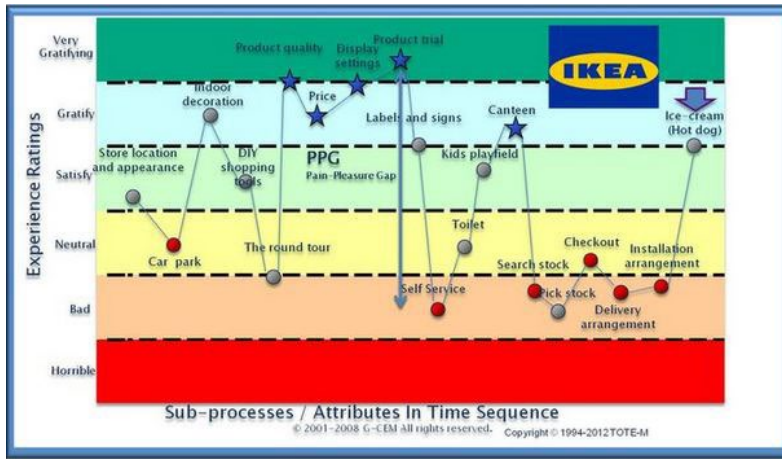 Very
Gratifying
Gratify
Satisfy
Neutral
Bad
Horrible
Experience Ratings
Store location
and appearance
Car park
Indoor
decoration
DIY
shopping
tools
The round tour
Product quality
Price
Display
settings
Product trial
PPG
Pain-Pleasure Gap
Labels and signs
Self Service
Toilet
Kids playfield
Canteen
Search stock
Pick stock
Checkout
Delivery
arrangement
Installation
arrangement
IKEA
Ice-cream
(Hot dog)
Sub-processes / Attributes In Time Sequence
© 2001-2008 G-CEM All rights reserved. Copyright © 1994-2012TOTE-M